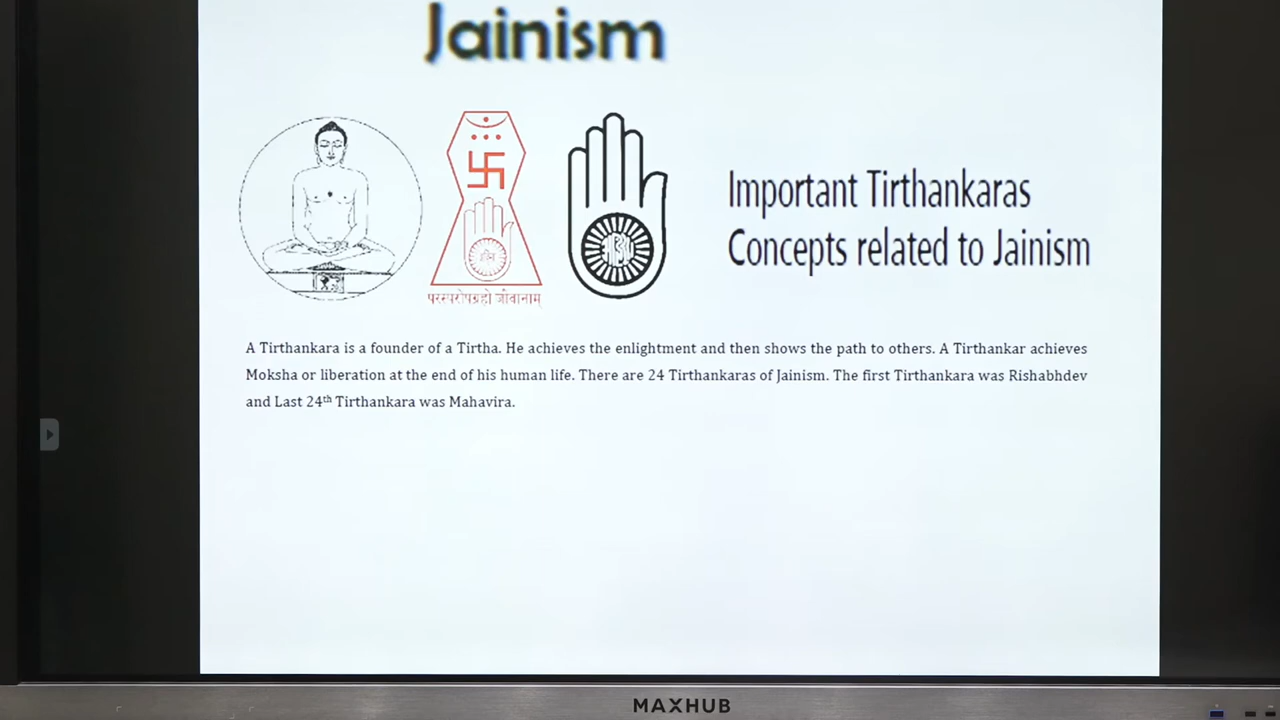 Jainism
Important Tirthankaras
Concepts related to Jainism
परस्परोपग्रहो जीवानाम्
A Tirthankara is a founder of a Tirtha. He achieves the enlightment and then shows the path to others. A Tirthankar achieves
Moksha or liberation at the end of his human life. There are 24 Tirthankaras of Jainism. The first Tirthankara was Rishabhdev
and Last 24th Tirthankara was Mahavira.
MAXHUB